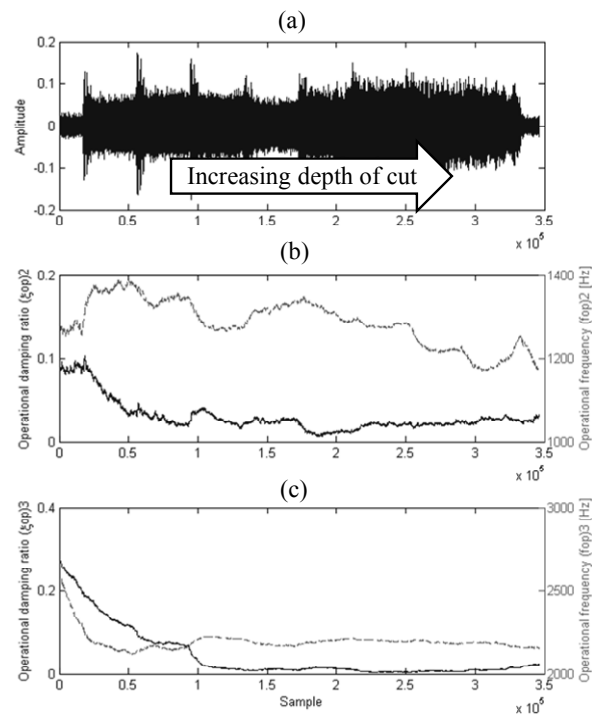 (a)
0.2
0.1
0
-0.1
-0.2
Amplitude
Increasing depth of cut
0 0.5 1 1.5 2 2.5 3 3.5
x 10^5
(b)
0.2
0.1
0
Operational damping ratio (ξop)2
1400
1200
1000
Operational frequency (fop)2 [Hz]
0 0.5 1 1.5 2 2.5 3 3.5
x 10^5
(c)
0.4
0.2
0
Operational damping ratio (ξop)3
3000
2500
2000
Operational frequency (fop)3 [Hz]
0 0.5 1 1.5 2 2.5 3 3.5
Sample
x 10^5